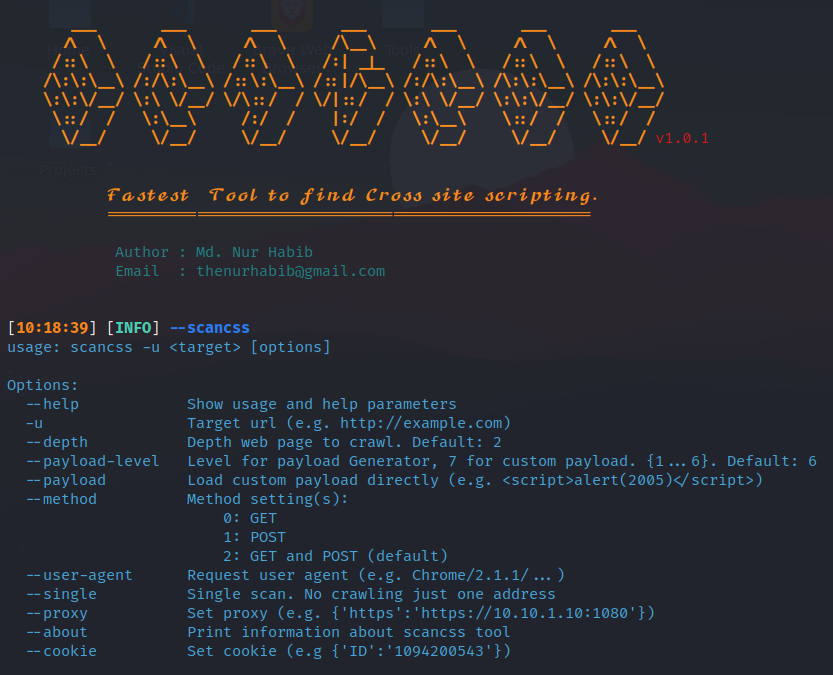 v1.0.1
Fastest Tool to find Cross site scripting.
Author : Md. Nur Habib
Email  : thenurhabib@gmail.com
[10:18:39] [INFO] --scancss
usage: scancss -u <target> [options]
Options:
--help Show usage and help parameters
-u Target url (e.g. http://example.com)
--depth Depth web page to crawl. Default: 2
--payload-level Level for payload Generator, 7 for custom payload. {1...6}. Default: 6
--payload Load custom payload directly (e.g. <script>alert(2005)</script>)
--method Method setting(s):
0: GET
1: POST
2: GET and POST (default)
--user-agent Request user agent (e.g. Chrome/2.1.1/...)
--single Single scan. No crawling just one address
--proxy Set proxy (e.g. {'https':'https://10.10.1.10:1080'})
--about Print information about scancss tool
--cookie Set cookie (e.g {'ID':'1094200543'})